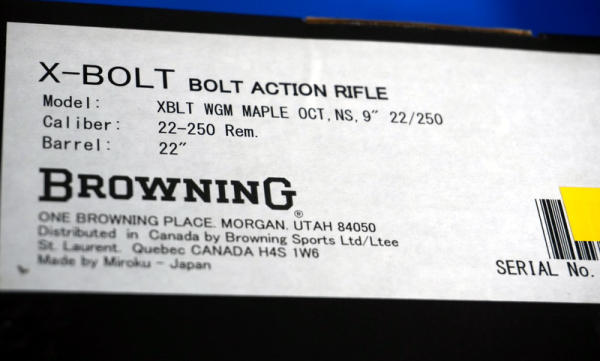 X-BOLT BOLT ACTION RIFLE
Model: XBLT WGM MAPLE OCT,NS,9" 22/250
Caliber: 22-250 Rem.
Barrel: 22"
BROWNING®
ONE BROWNING PLACE. MORGAN. UTAH 84050
Distributed in Canada by Browning Sports Ltd/Ltee
St. Laurent. Quebec CANADA H4S 1W6
Made by Miroku - Japan
SERIAL No.